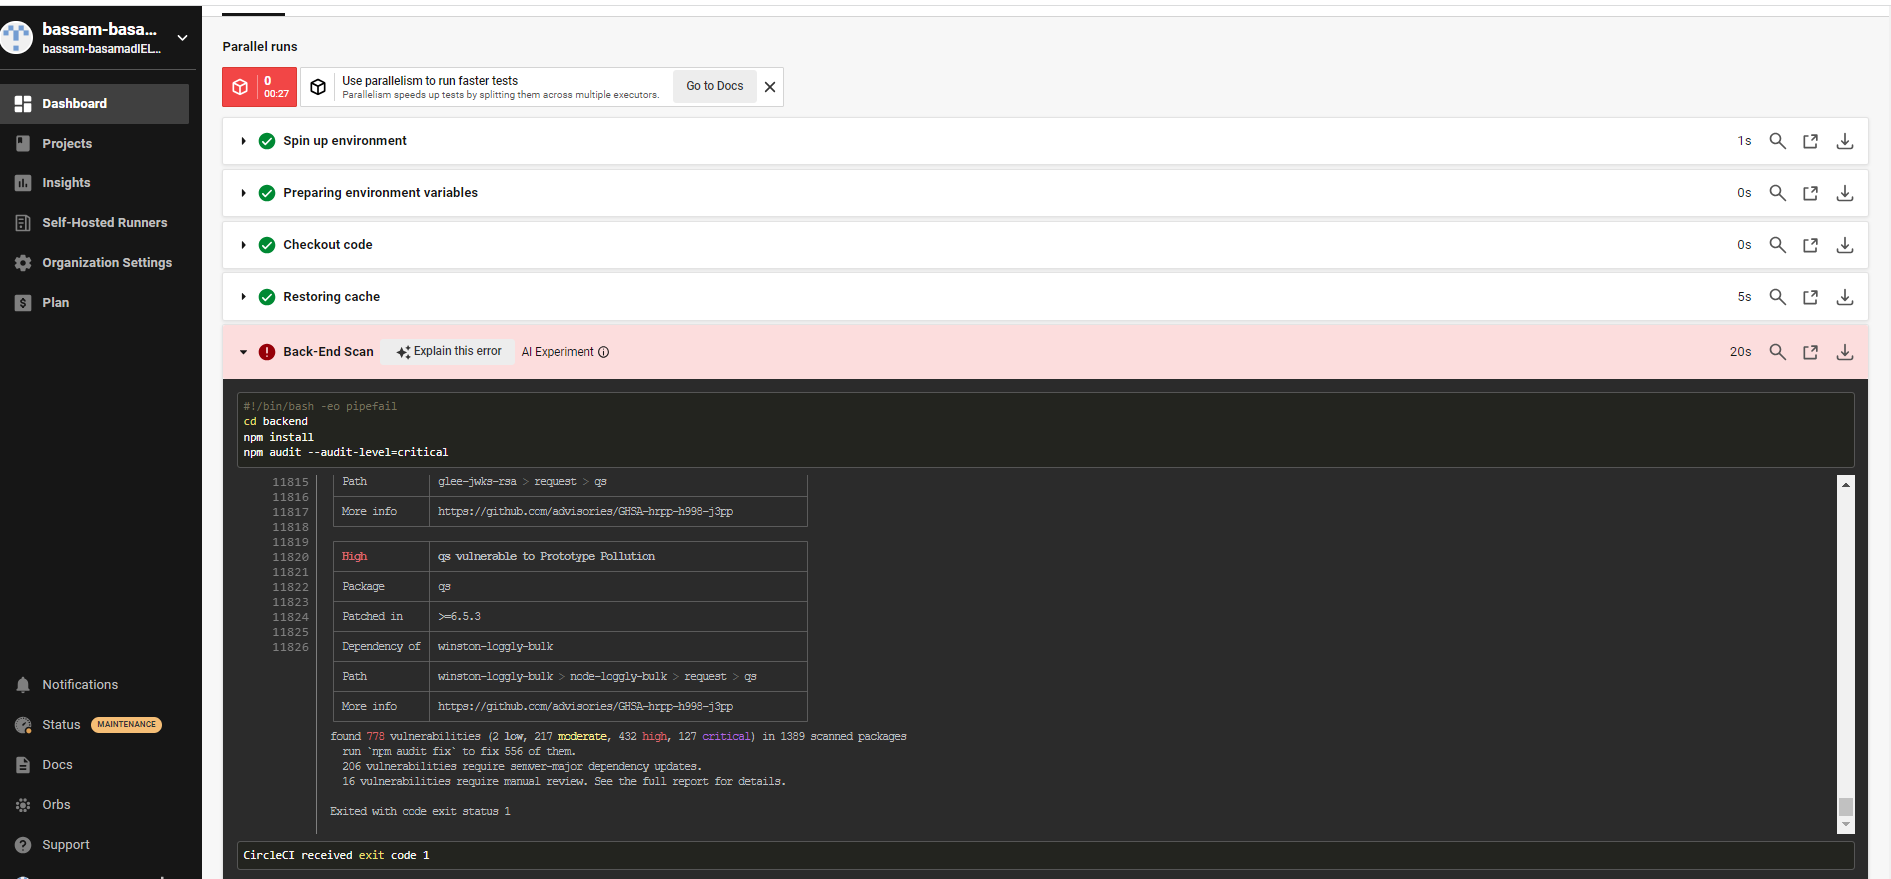 bassam-basa...
bassam-basamadIEL...
Dashboard
Projects
Insights
Self-Hosted Runners
Organization Settings
Plan
Notifications
Status MAINTENANCE
Docs
Orbs
Support
Parallel runs
0
00:27
Use parallelism to run faster tests
Parallelism speeds up tests by splitting them across multiple executors.
Go to Docs
Spin up environment 1s
Preparing environment variables 0s
Checkout code 0s
Restoring cache 5s
Back-End Scan Explain this error AI Experiment 20s
#!/bin/bash -eo pipefail
cd backend
npm install
npm audit --audit-level=critical
11815
11816
11817
11818
11819
11820
11821
11822
11823
11824
11825
11826
Path glee-jwks-rsa > request > qs
More info https://github.com/advisories/GHSA-hrpp-h998-j3pp
High qs vulnerable to Prototype Pollution
Package qs
Patched in >=6.5.3
Dependency of winston-loggly-bulk
Path winston-loggly-bulk > node-loggly-bulk > request > qs
More info https://github.com/advisories/GHSA-hrpp-h998-j3pp
found 778 vulnerabilities (2 low, 217 moderate, 432 high, 127 critical) in 1389 scanned packages
run `npm audit fix` to fix 556 of them.
206 vulnerabilities require semver-major dependency updates.
16 vulnerabilities require manual review. See the full report for details.
Exited with code exit status 1
CircleCI received exit code 1